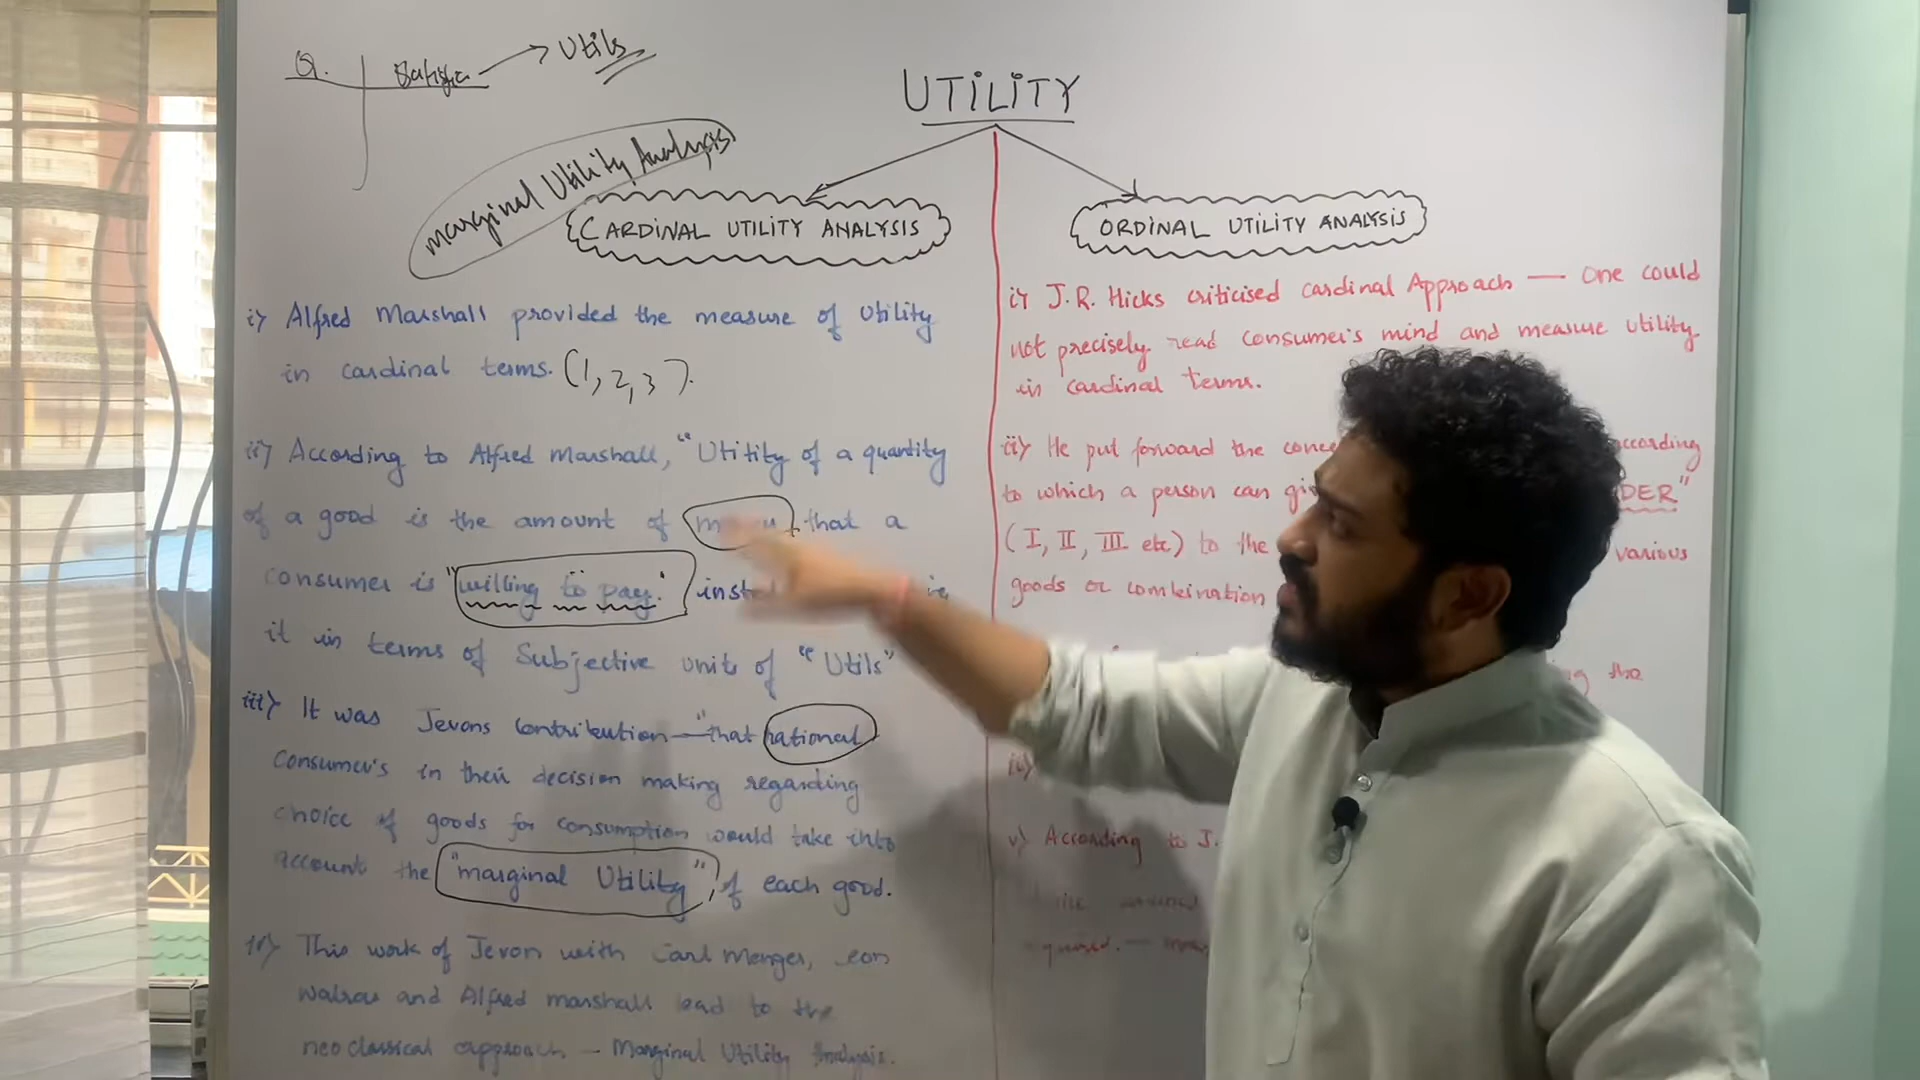 Q. Satisfa → Utils
UTILITY
Marginal Utility Analysis
CARDINAL UTILITY ANALYSIS
i) Alfred Marshall provided the measure of Utility
in cardinal terms. (1, 2, 3).
ii) According to Alfred Marshall, "Utitity of a quantity
of a good is the amount of that a
consumer is "willing to pay."
it in terms of Subjective unit of "Utils"
iii) It was Jevons Contribution — "that rational
Consumer's in their decision making regarding
choice of goods for consumption would take into
account the "marginal Utility" of each good.
iv) This work of Jevon with Carl Menger, Leon
Walras and Alfred marshall lead to the
neoclassical approach – Marginal Utility Analysis.
ORDINAL UTILITY ANALYSIS
i) J.R. Hicks criticised cardinal Approach — One could
not precisely read consumer's mind and measure utility
in cardinal terms.
ii) He put forward the according
to which a person can DER"
(I, II, III etc) to the various
goods or combination
the
v) According to J.